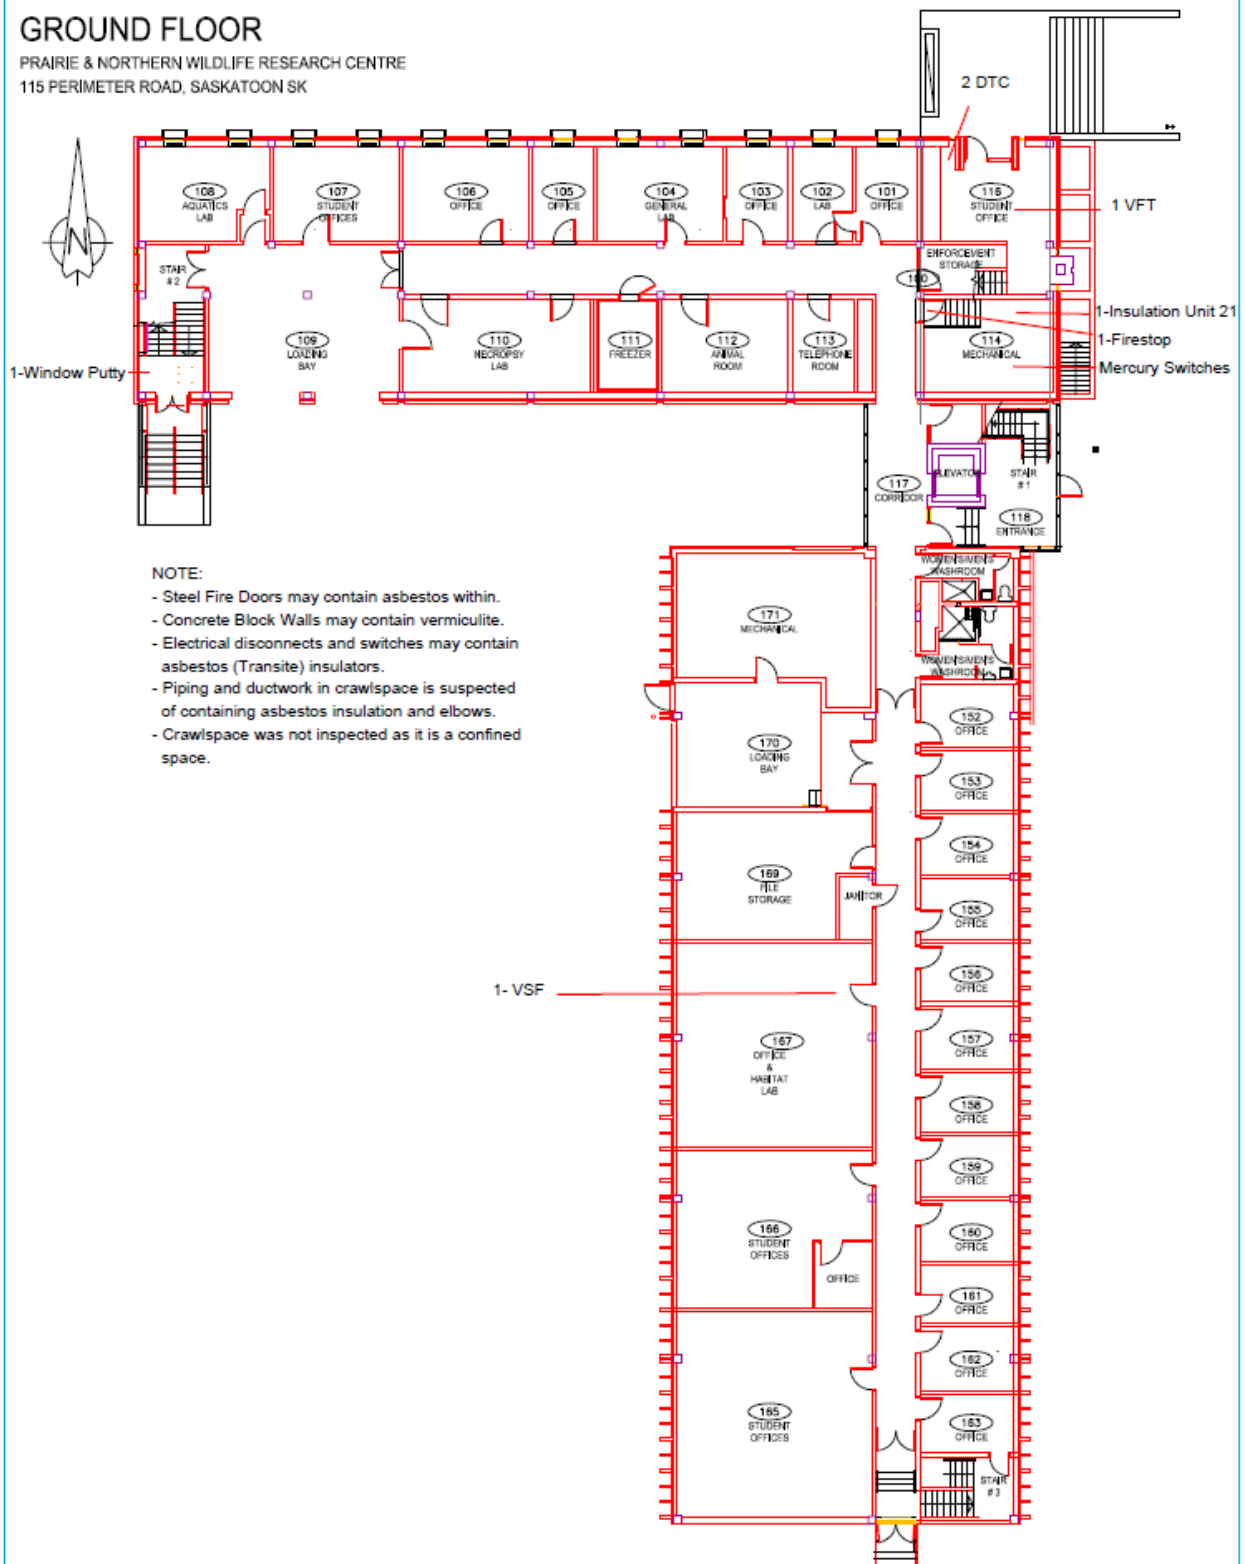 GROUND FLOOR
PRAIRIE & NORTHERN WILDLIFE RESEARCH CENTRE
115 PERIMETER ROAD, SASKATOON SK
2 DTC
108
AQUATICS
LAB
107
STUDENT
OFFICES
106
OFFICE
105
OFFICE
104
GENERAL
LAB
103
OFFICE
102
LAB
101
OFFICE
116
STUDENT
OFFICE
1 VFT
N
STAIR
#2
ENFORCEMENT
STORAGE
1-Insulation Unit 21
1-Firestop
Mercury Switches
1-Window Putty
109
LOADING
BAY
110
NECROPSY
LAB
111
FREEZER
112
ANIMAL
ROOM
113
TELEPHONE
ROOM
114
MECHANICAL
117
CORRIDOR
ELEVATOR
STAIR
#1
118
ENTRANCE
NOTE:
- Steel Fire Doors may contain asbestos within.
- Concrete Block Walls may contain vermiculite.
- Electrical disconnects and switches may contain
asbestos (Transite) insulators.
- Piping and ductwork in crawlspace is suspected
of containing asbestos insulation and elbows.
- Crawlspace was not inspected as it is a confined
space.
WOMEN'S/MEN'S
WASHROOM
171
MECHANICAL
WOMEN'S/MEN'S
WASHROOM
152
OFFICE
170
LOADING
BAY
153
OFFICE
154
OFFICE
169
FILE
STORAGE
JANITOR
155
OFFICE
156
OFFICE
1- VSF
167
OFFICE
&
HABITAT
LAB
157
OFFICE
158
OFFICE
159
OFFICE
166
STUDENT
OFFICES
OFFICE
160
OFFICE
161
OFFICE
162
OFFICE
165
STUDENT
OFFICES
163
OFFICE
STAIR
#3